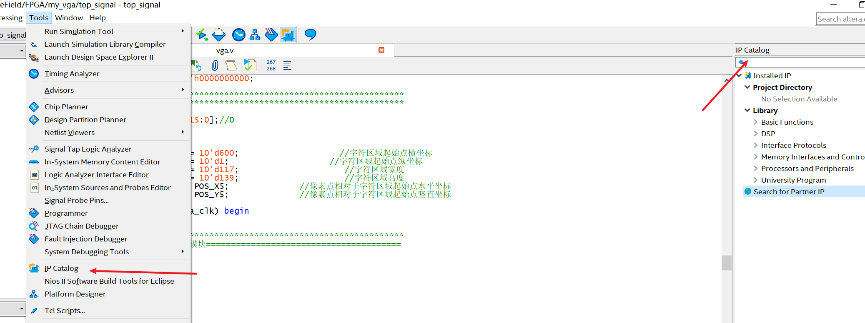 eField/FPGA/my_vga/top_signal - top_signal
cessing Tools Window Help
Search altera.c
op_signal
Run Simulation Tool
Launch Simulation Library Compiler
Launch Design Space Explorer II
Timing Analyzer
Advisors
Chip Planner
Design Partition Planner
Netlist Viewers
Signal Tap Logic Analyzer
In-System Memory Content Editor
Logic Analyzer Interface Editor
In-System Sources and Probes Editor
Signal Probe Pins...
Programmer
JTAG Chain Debugger
Fault Injection Debugger
System Debugging Tools
IP Catalog
Nios II Software Build Tools for Eclipse
Platform Designer
Tcl Scripts...
vga.v
267
268
'h0000000000;
*******************************************
*******************************************
15:0];//0
= 10'd600; //字符区域起始点横坐标
= 10'd1; //字符区域起始点纵坐标
= 10'd117; //字符区域宽度
= 10'd139; //字符区域高度
POS_X5; //像素点相对于字符区域起始点水平坐标
POS_Y5; //像素点相对于字符区域起始点竖直坐标
a_clk) begin
*******************************************
模块==========================================
IP Catalog
Installed IP
Project Directory
No Selection Available
Library
Basic Functions
DSP
Interface Protocols
Memory Interfaces and Contro
Processors and Peripherals
University Program
Search for Partner IP